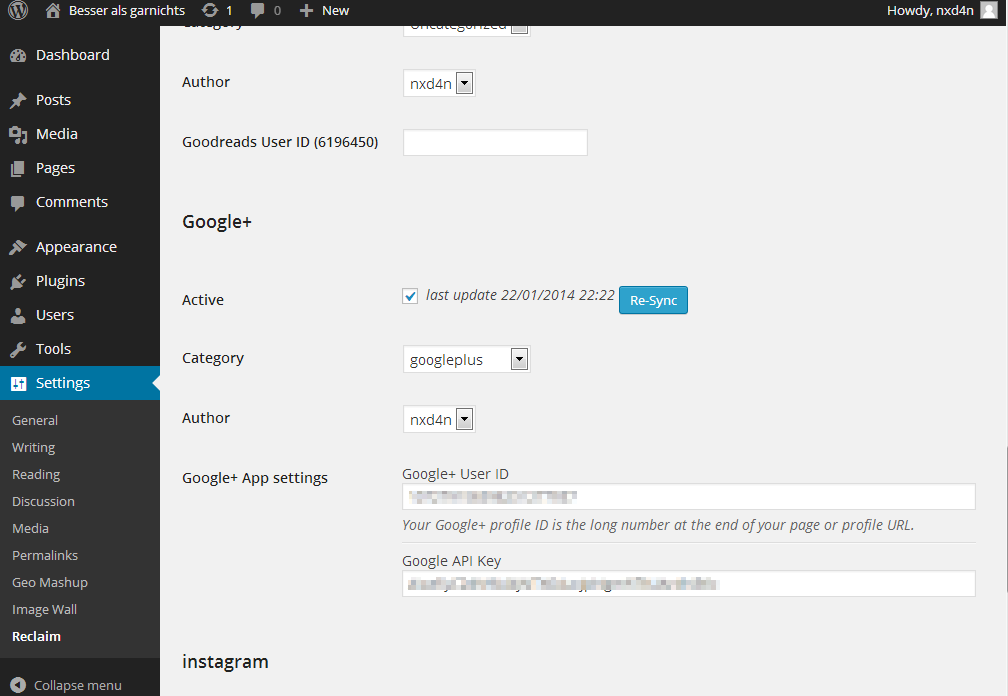 Besser als garnichts 1 0 New Howdy, nxd4n
Dashboard
Posts
Media
Pages
Comments
Appearance
Plugins
Users
Tools
Settings
General
Writing
Reading
Discussion
Media
Permalinks
Geo Mashup
Image Wall
Reclaim
Collapse menu
Category Uncategorized
Author nxd4n
Goodreads User ID (6196450)
Google+
Active last update 22/01/2014 22:22 Re-Sync
Category googleplus
Author nxd4n
Google+ App settings Google+ User ID
Your Google+ profile ID is the long number at the end of your page or profile URL.
Google API Key
instagram